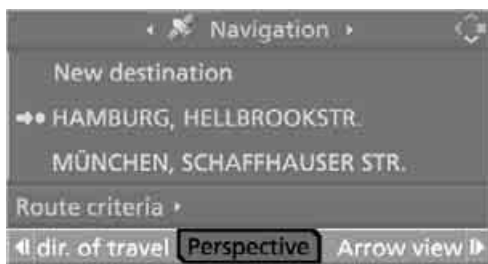 Navigation
New destination
HAMBURG, HELLBROOKSTR.
MÜNCHEN, SCHAFFHAUSER STR.
Route criteria
dir. of travel Perspective Arrow view